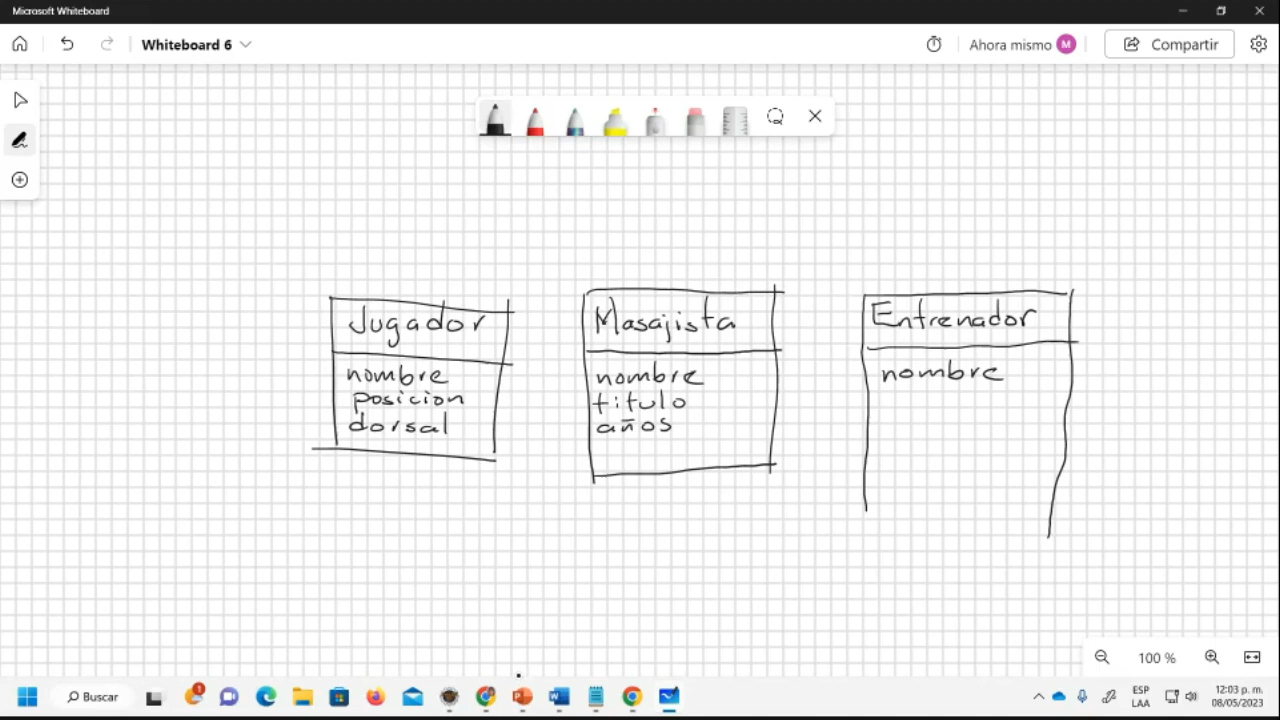 Microsoft Whiteboard
Whiteboard 6
Ahora mismo M
Compartir
Jugador
nombre
posicion
dorsal
Masajista
nombre
titulo
años
Entrenador
nombre
100 %
Buscar
1
ESP
LAA
12:03 p. m.
08/05/2023